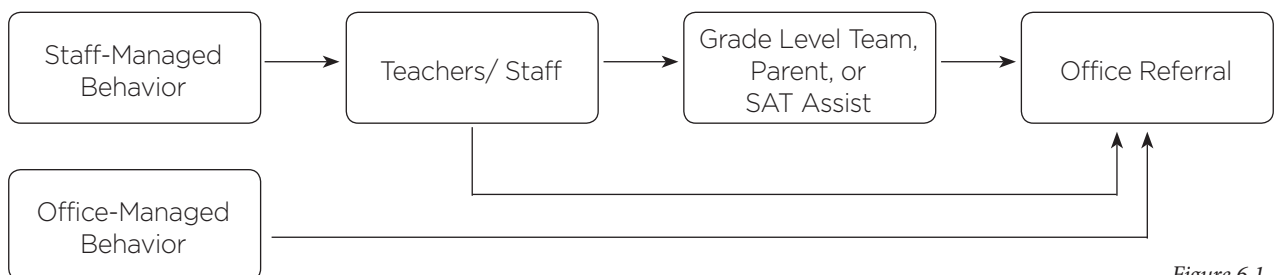 Staff-Managed
Behavior
Teachers/ Staff
Grade Level Team,
Parent, or
SAT Assist
Office Referral
Office-Managed
Behavior
Figure 6.1